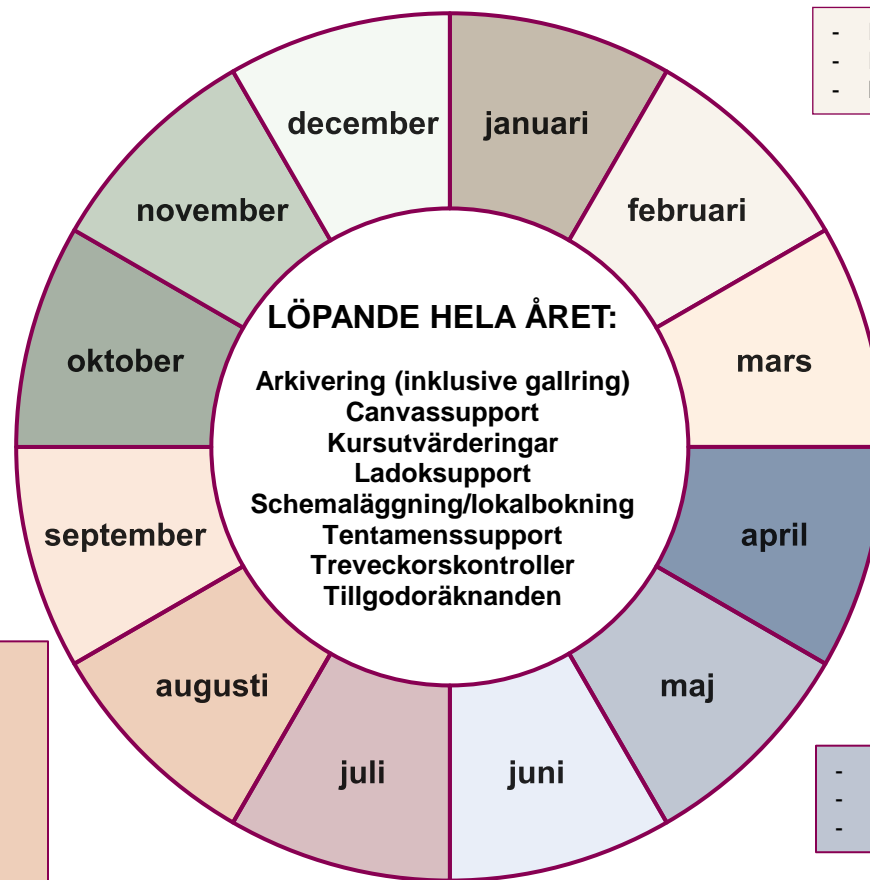 december
januari
november
februari
oktober
mars
september
april
augusti
maj
juli
juni
LÖPANDE HELA ÅRET:
Arkivering (inklusive gallring)
Canvassupport
Kursutvärderingar
Ladoksupport
Schemaläggning/lokalbokning
Tentamenssupport
Treveckorskontroller
Tillgodoräknanden
-
-
-
-
-
-